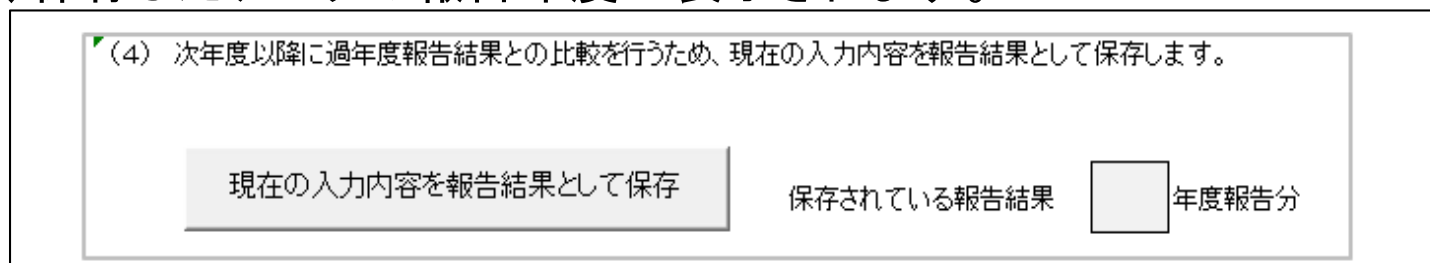 (4) 次年度以降に過年度報告結果との比較を行うため、現在の入力内容を報告結果として保存します。
現在の入力内容を報告結果として保存
保存されている報告結果 年度報告分